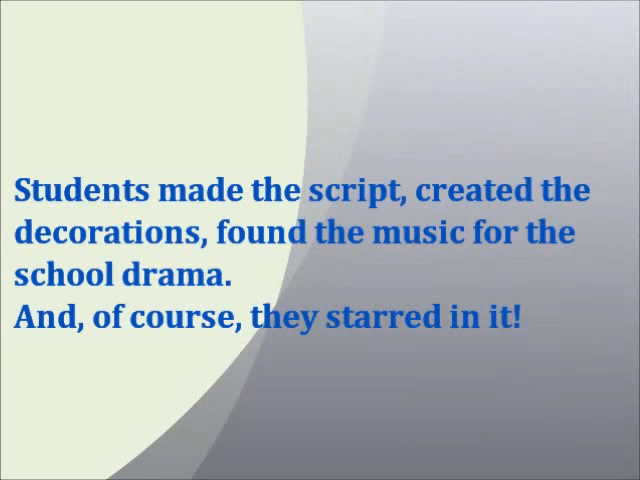 Students made the script, created the
decorations, found the music for the
school drama.
And, of course, they starred in it!